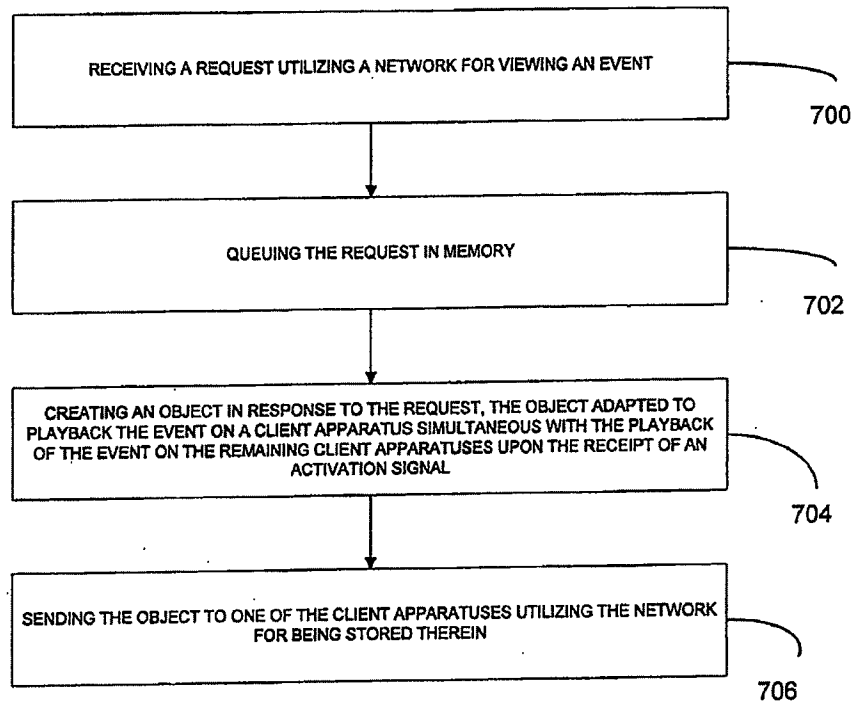 RECEIVING A REQUEST UTILIZING A NETWORK FOR VIEWING AN EVENT
700
QUEUING THE REQUEST IN MEMORY
702
CREATING AN OBJECT IN RESPONSE TO THE REQUEST, THE OBJECT ADAPTED TO
PLAYBACK THE EVENT ON A CLIENT APPARATUS SIMULTANEOUS WITH THE PLAYBACK
OF THE EVENT ON THE REMAINING CLIENT APPARATUSES UPON THE RECEIPT OF AN
ACTIVATION SIGNAL
704
SENDING THE OBJECT TO ONE OF THE CLIENT APPARATUSES UTILIZING THE NETWORK
FOR BEING STORED THEREIN
706